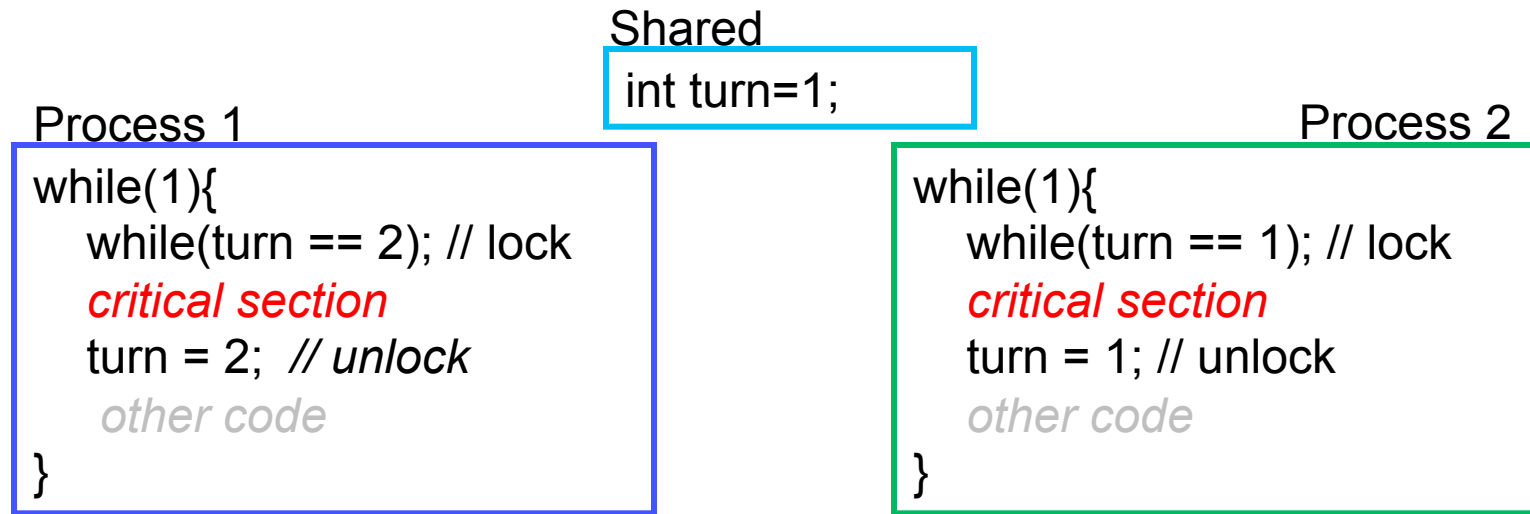 Shared
int turn=1;
Process 1
while(1){
while(turn == 2); // lock
critical section
turn = 2; // unlock
other code
}
Process 2
while(1){
while(turn == 1); // lock
critical section
turn = 1; // unlock
other code
}